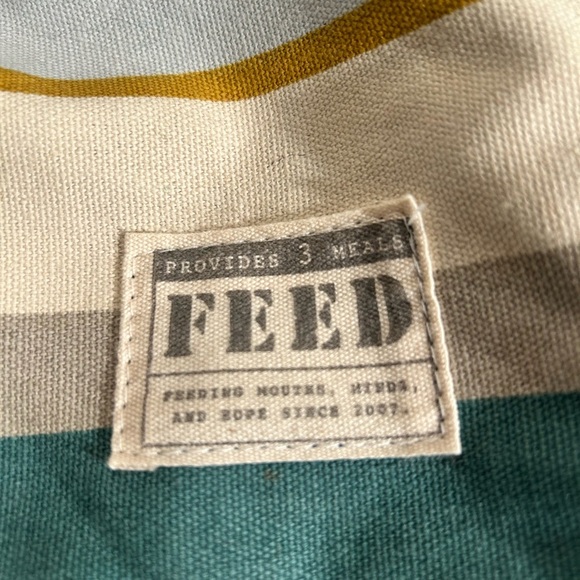 PROVIDES 3 MEALS
FEED
FEEDING MOUTHS, MINDS,
AND HOPE SINCE 2007.